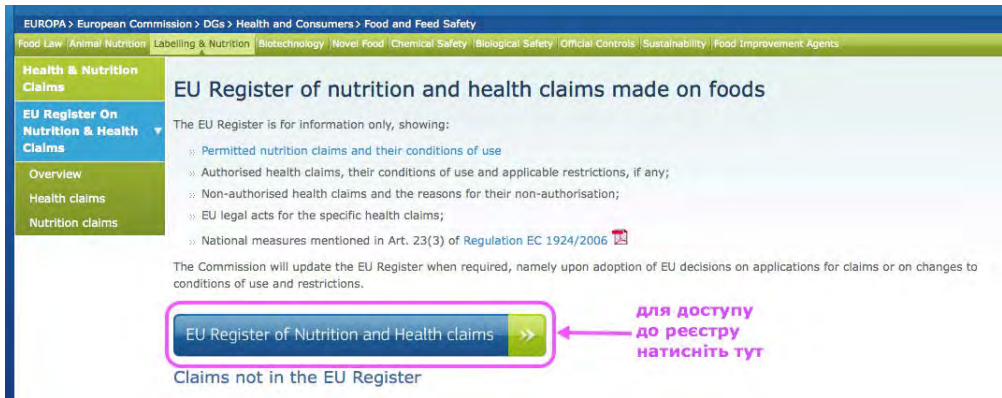 EUROPA > European Commission > DGs > Health and Consumers > Food and Feed Safety
Food Law Animal Nutrition Labelling & Nutrition Biotechnology Novel Food Chemical Safety Biological Safety Official Controls Sustainability Food Improvement Agents
Health & Nutrition
Claims
EU Register On
Nutrition & Health
Claims
Overview
Health claims
Nutrition claims
EU Register of nutrition and health claims made on foods
The EU Register is for information only, showing:
» Permitted nutrition claims and their conditions of use
» Authorised health claims, their conditions of use and applicable restrictions, if any;
» Non-authorised health claims and the reasons for their non-authorisation;
» EU legal acts for the specific health claims;
» National measures mentioned in Art. 23(3) of Regulation EC 1924/2006
The Commission will update the EU Register when required, namely upon adoption of EU decisions on applications for claims or on changes to
conditions of use and restrictions.
EU Register of Nutrition and Health claims »
для доступу
до реєстру
натисніть тут
Claims not in the EU Register